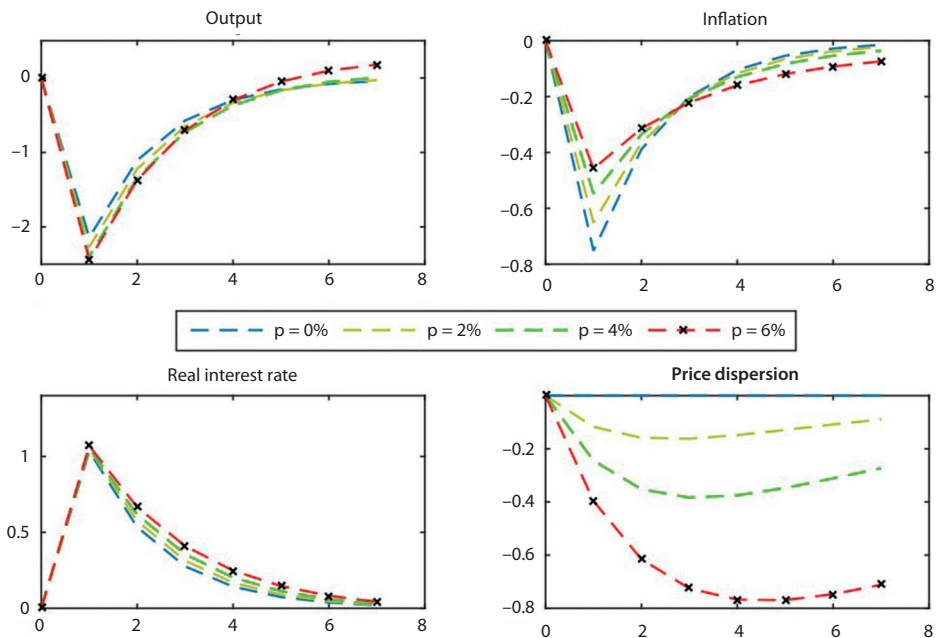 Output
Inflation
0
−1
−2
0 2 4 6 8
−0
−0.2
−0.4
−0.6
−0.8
0 2 4 6 8
p = 0% p = 2% p = 4% p = 6%
Real interest rate
Price dispersion
1
0.5
0
0 2 4 6 8
−0.2
−0.4
−0.6
−0.8
0 2 4 6 8